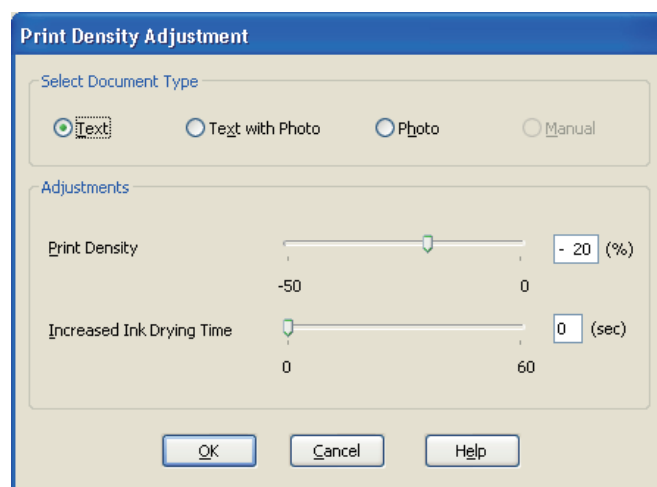 Print Density Adjustment
Select Document Type
Text Text with Photo Photo Manual
Adjustments
Print Density - 20 (%)
-50 0
Increased Ink Drying Time 0 (sec)
0 60
OK Cancel Help